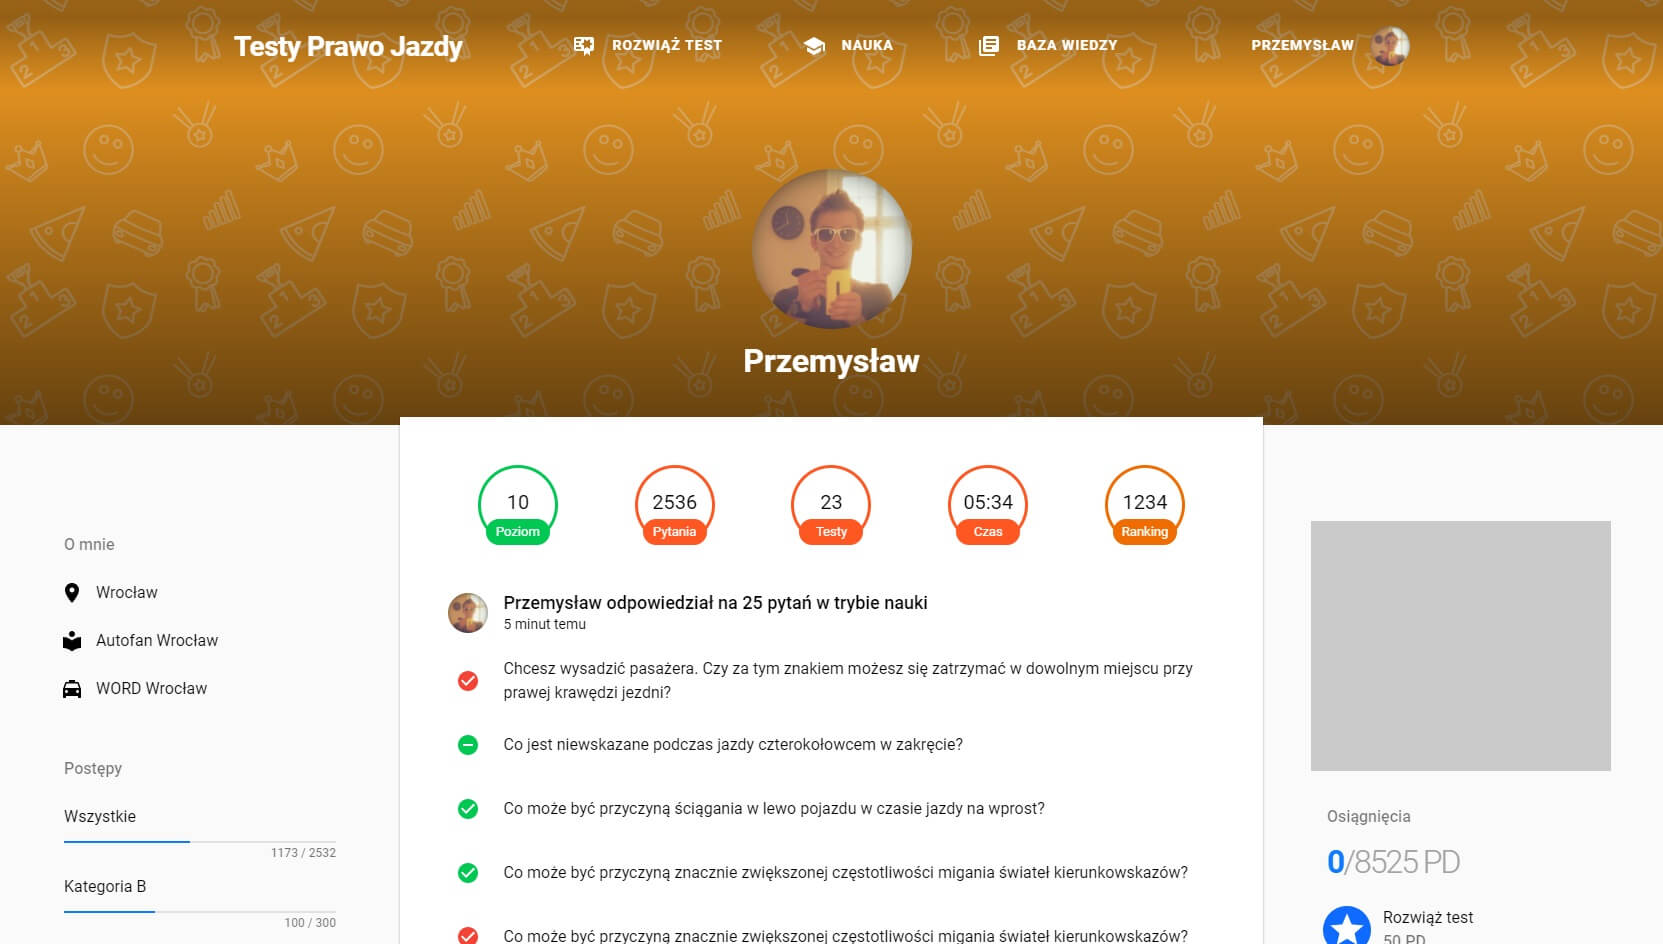 Testy Prawo Jazdy
ROZWIĄŻ TEST
NAUKA
BAZA WIEDZY
PRZEMYSŁAW
Przemysław
10
Poziom
2536
Pytania
23
Testy
05:34
Czas
1234
Ranking
O mnie
Wrocław
Autofan Wrocław
WORD Wrocław
Postępy
Wszystkie
1173 / 2532
Kategoria B
100 / 300
Przemysław odpowiedział na 25 pytań w trybie nauki
5 minut temu
Chcesz wysadzić pasażera. Czy za tym znakiem możesz się zatrzymać w dowolnym miejscu przy
prawej krawędzi jezdni?
Co jest niewskazane podczas jazdy czterokołowcem w zakręcie?
Co może być przyczyną ściągania w lewo pojazdu w czasie jazdy na wprost?
Co może być przyczyną znacznie zwiększonej częstotliwości migania świateł kierunkowskazów?
Co może być przyczyną znacznie zwiększonej częstotliwości migania świateł kierunkowskazów?
Osiągnięcia
0/8525 PD
Rozwiąż test
50 PD